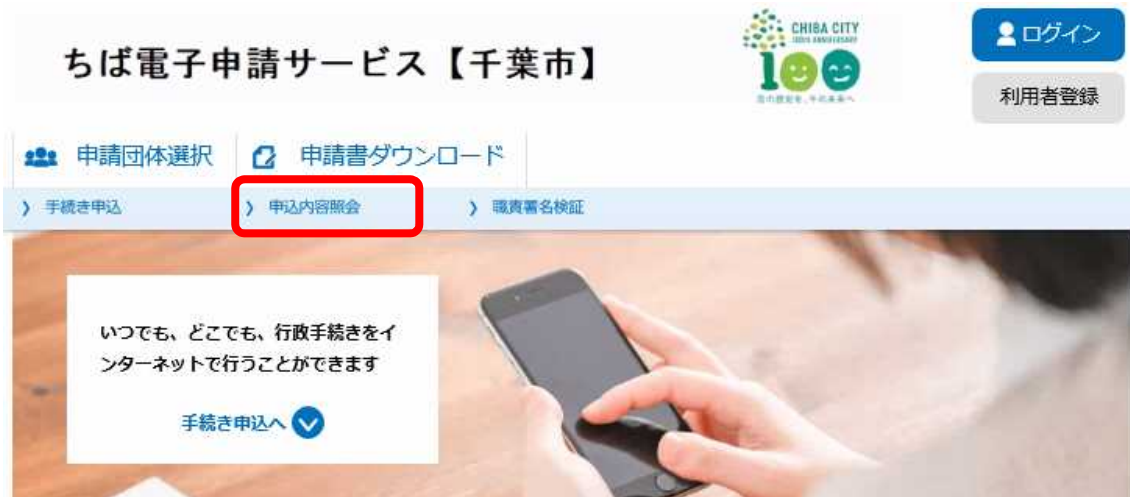 ちば電子申請サービス【千葉市】
CHIBA CITY
100
ログイン
利用者登録
申請団体選択
申請書ダウンロード
手続き申込
申込内容照会
職責署名検証
いつでも、どこでも、行政手続きをイ
ンターネットで行うことができます
手続き申込へ